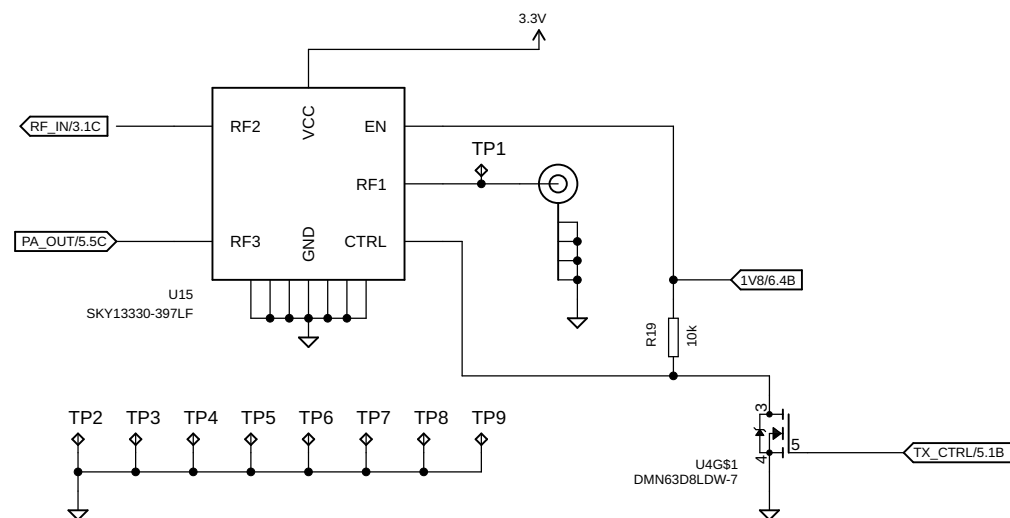 3.3V
RF_IN/3.1C
RF2
VCC
EN
TP1
RF1
PA_OUT/5.5C
RF3
GND
CTRL
1V8/6.4B
U15
SKY13330-397LF
R19
10k
TP2
TP3
TP4
TP5
TP6
TP7
TP8
TP9
3
5
4
TX_CTRL/5.1B
U4G$1
DMN63D8LDW-7